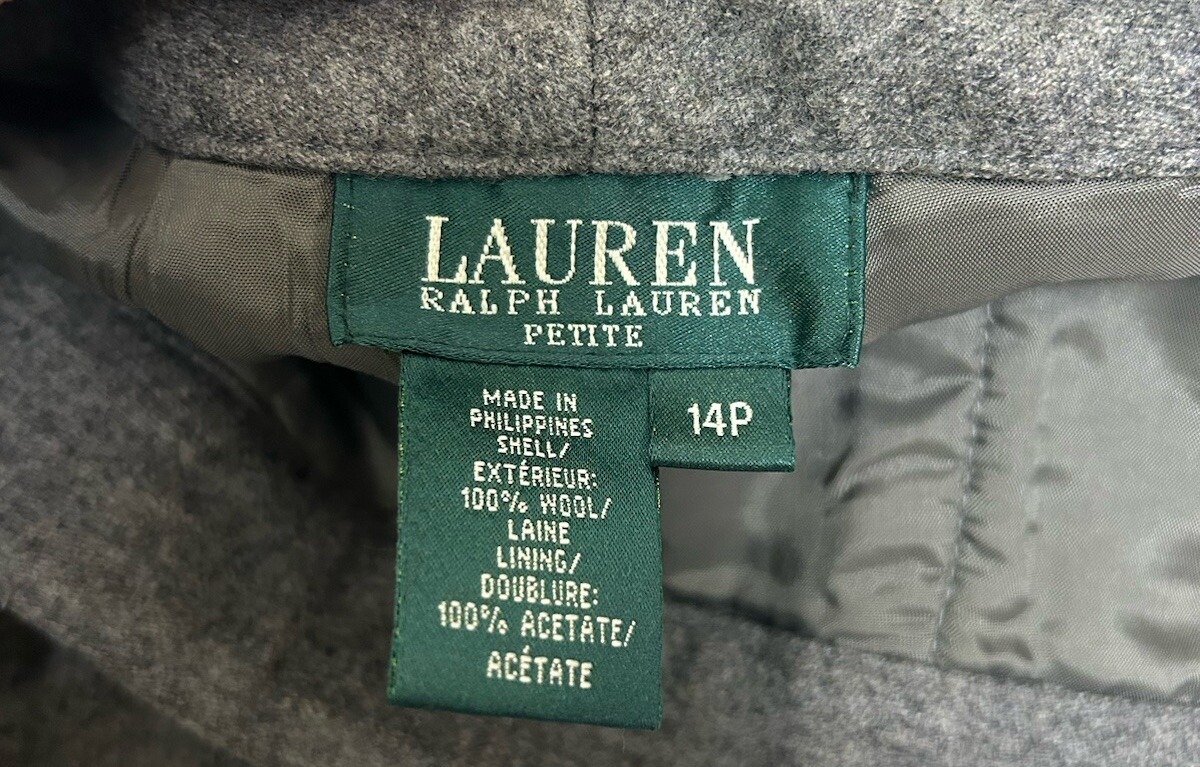 LAUREN
RALPH LAUREN
PETITE
MADE IN
PHILIPPINES
SHELL/
EXTÉRIEUR:
100% WOOL/
LAINE
LINING/
DOUBLURE:
100% ACETATE/
ACÉTATE
14P